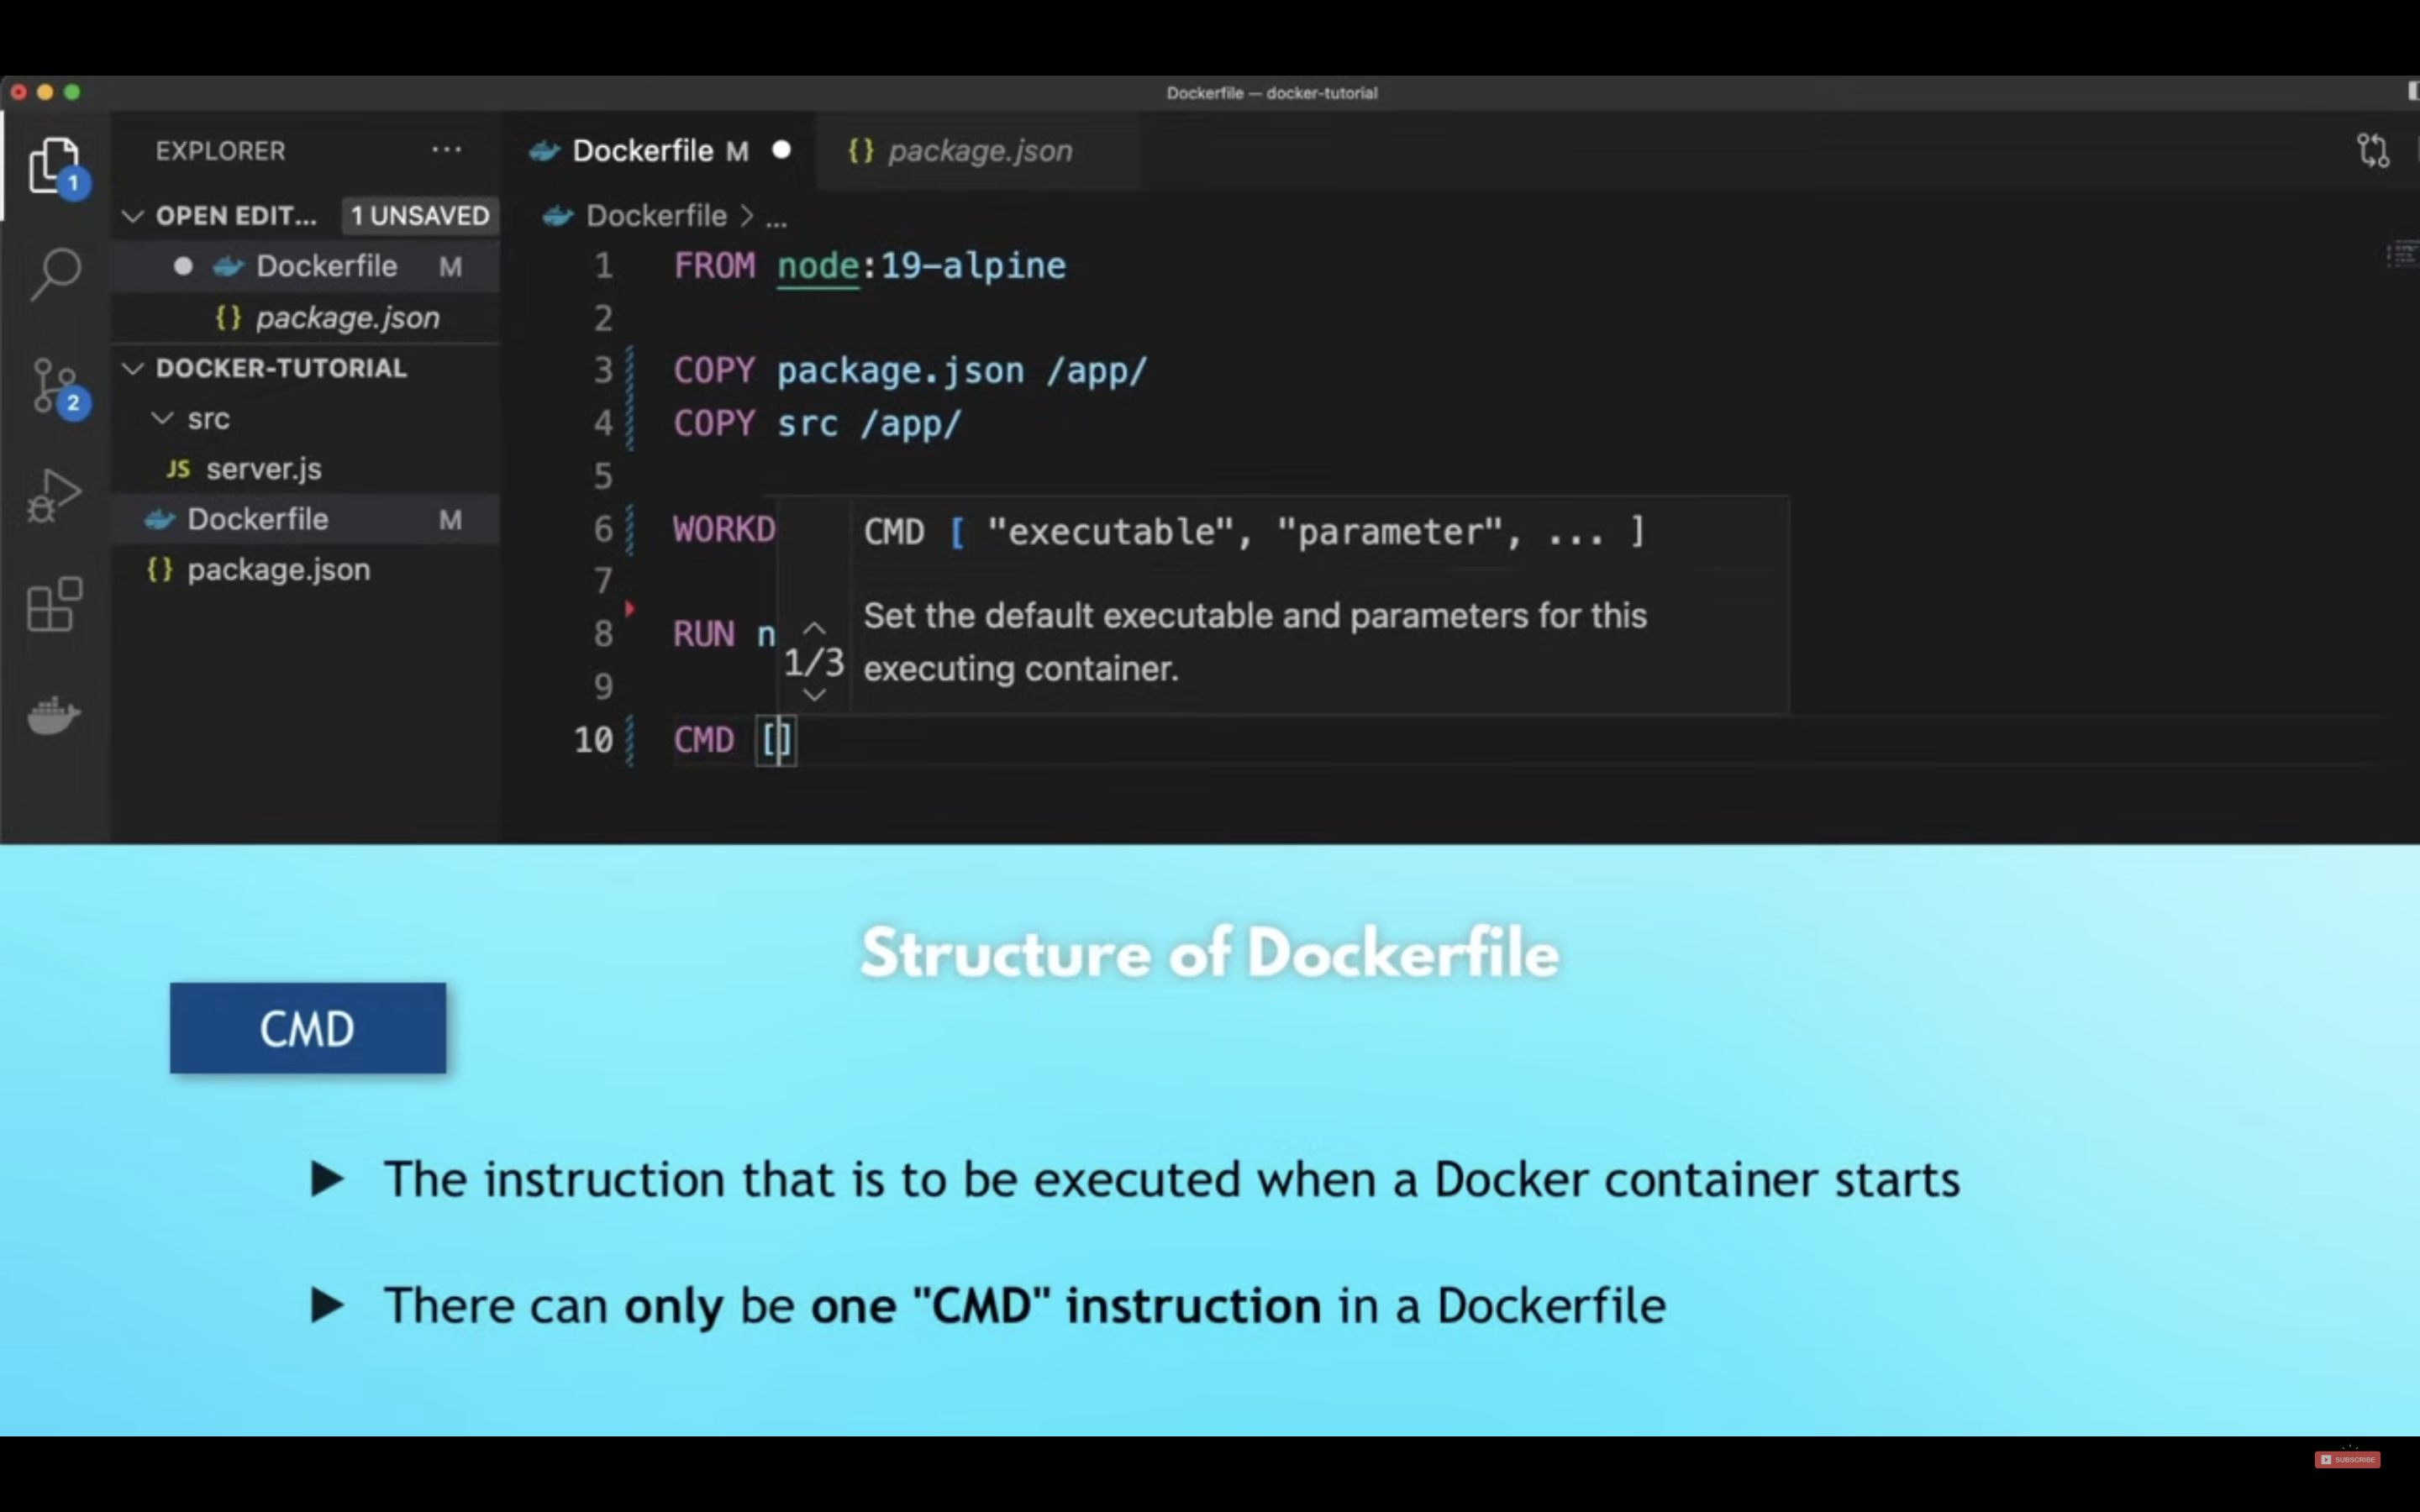 Dockerfile — docker-tutorial
EXPLORER ...
Dockerfile M
{} package.json
OPEN EDIT... 1 UNSAVED
Dockerfile > ...
Dockerfile M
{} package.json
DOCKER-TUTORIAL
src
JS server.js
Dockerfile M
{} package.json
1
2
1 FROM node:19-alpine
2
3 COPY package.json /app/
4 COPY src /app/
5
6 WORKD
7
8 RUN n
9
10 CMD []
CMD [ "executable", "parameter", ... ]
Set the default executable and parameters for this
1/3 executing container.
Structure of Dockerfile
CMD
The instruction that is to be executed when a Docker container starts
There can only be one "CMD" instruction in a Dockerfile
SUBSCRIBE